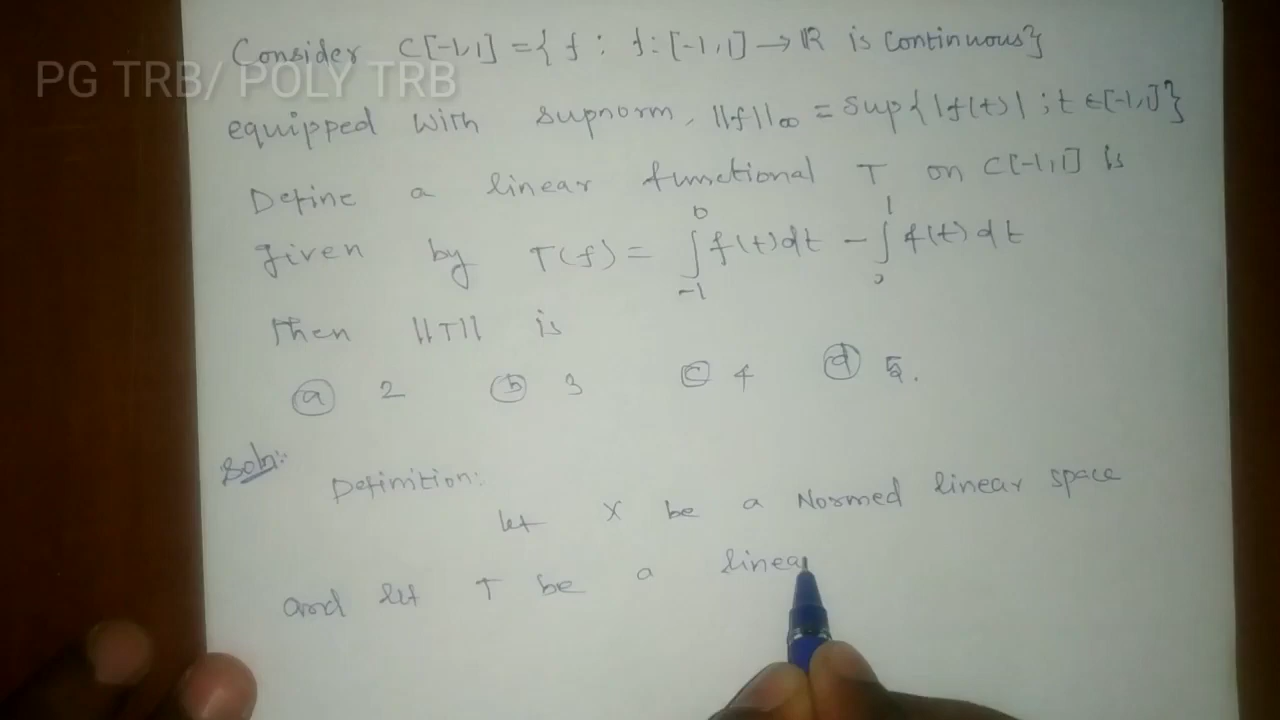 Consider C[-1,1] = { f : f:[-1,1] → ℝ is continuous}
PG TRB/ POLY TRB
equipped with supnorm, ||f||∞ = sup{|f(t)| ; t ∈ [-1,1]}
Define a linear functional T on C[-1,1] is
given by T(f) = ∫_{-1}^{0} f(t)dt - ∫_{0}^{1} f(t)dt
Then ||T|| is
ⓐ 2 ⓑ 3 ⓒ 4 ⓓ 5.
Soln:-
Definition:
let X be a Normed linear space
and let T be a linear